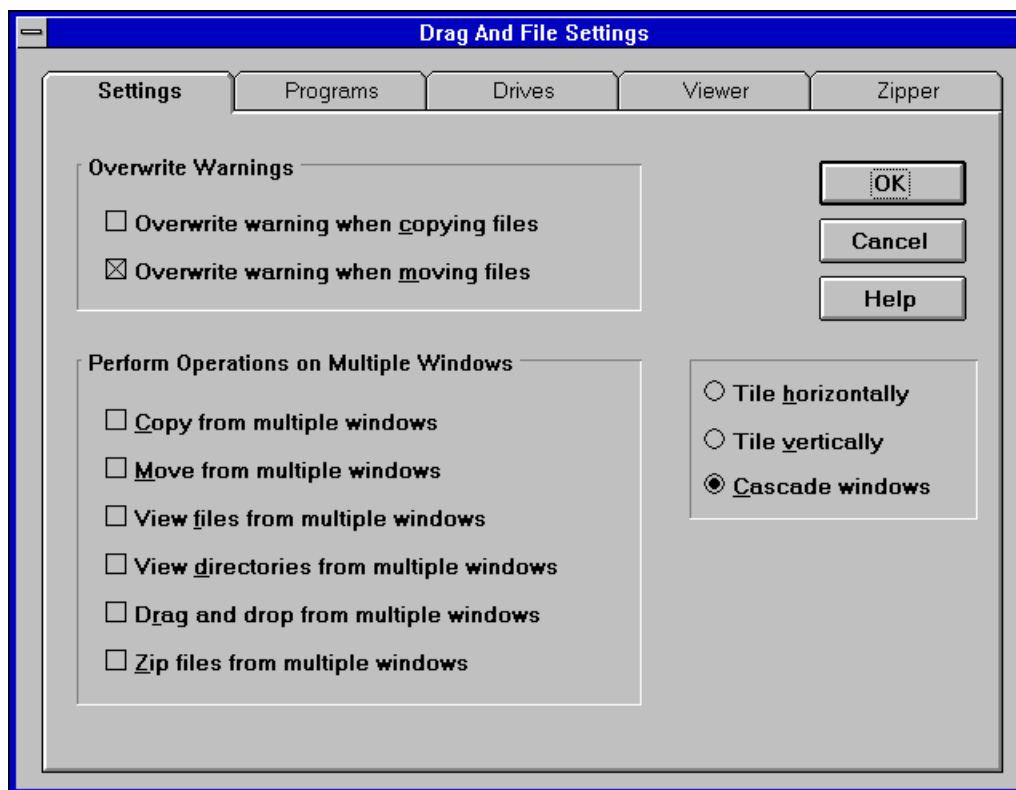 Drag And File Settings
Settings
Programs
Drives
Viewer
Zipper
Overwrite Warnings
Overwrite warning when copying files
Overwrite warning when moving files
OK
Cancel
Help
Perform Operations on Multiple Windows
Copy from multiple windows
Move from multiple windows
View files from multiple windows
View directories from multiple windows
Drag and drop from multiple windows
Zip files from multiple windows
Tile horizontally
Tile vertically
Cascade windows